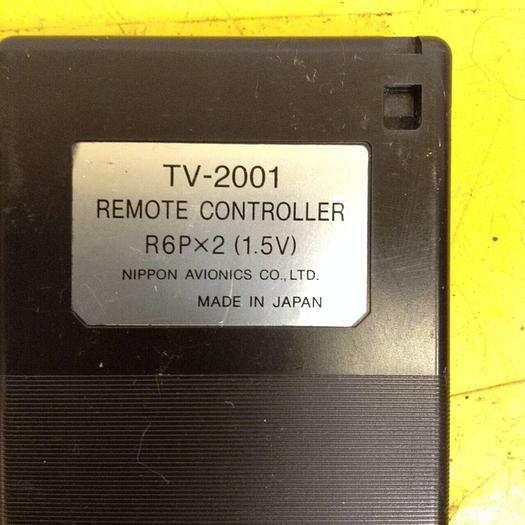 TV-2001
REMOTE CONTROLLER
R6P×2 (1.5V)
NIPPON AVIONICS CO., LTD.
MADE IN JAPAN